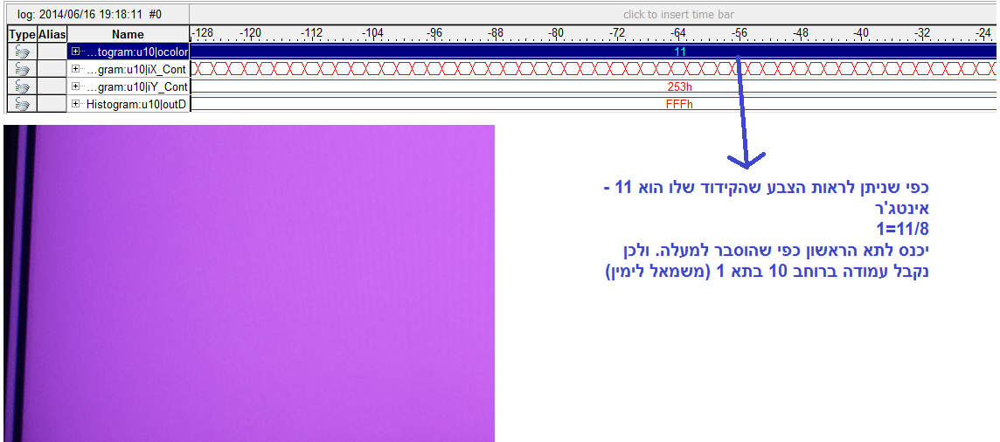 log: 2014/06/16 19:18:11 #0
click to insert time bar
Type Alias Name -128 -120 -112 -104 -96 -88 -80 -72 -64 -56 -48 -40 -32 -24
...togram:u10|ocolor 11
...gram:u10|iX_Cont
...gram:u10|iY_Cont 253h
Histogram:u10|outD FFFh
כפי שניתן לראות הצבע שהקידוד שלו הוא 11 -
אינטג'ר
1=11/8
יכנס לתא הראשון כפי שהוסבר למעלה. ולכן
נקבל עמודה ברוחב 10 בתא 1 (משמאל לימין)